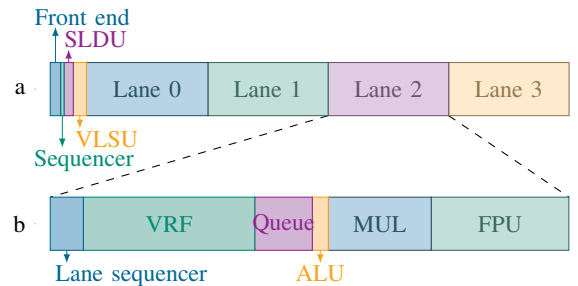 Front end
SLDU
a
Lane 0
Lane 1
Lane 2
Lane 3
VLSU
Sequencer
b
VRF
Queue
MUL
FPU
Lane sequencer
ALU